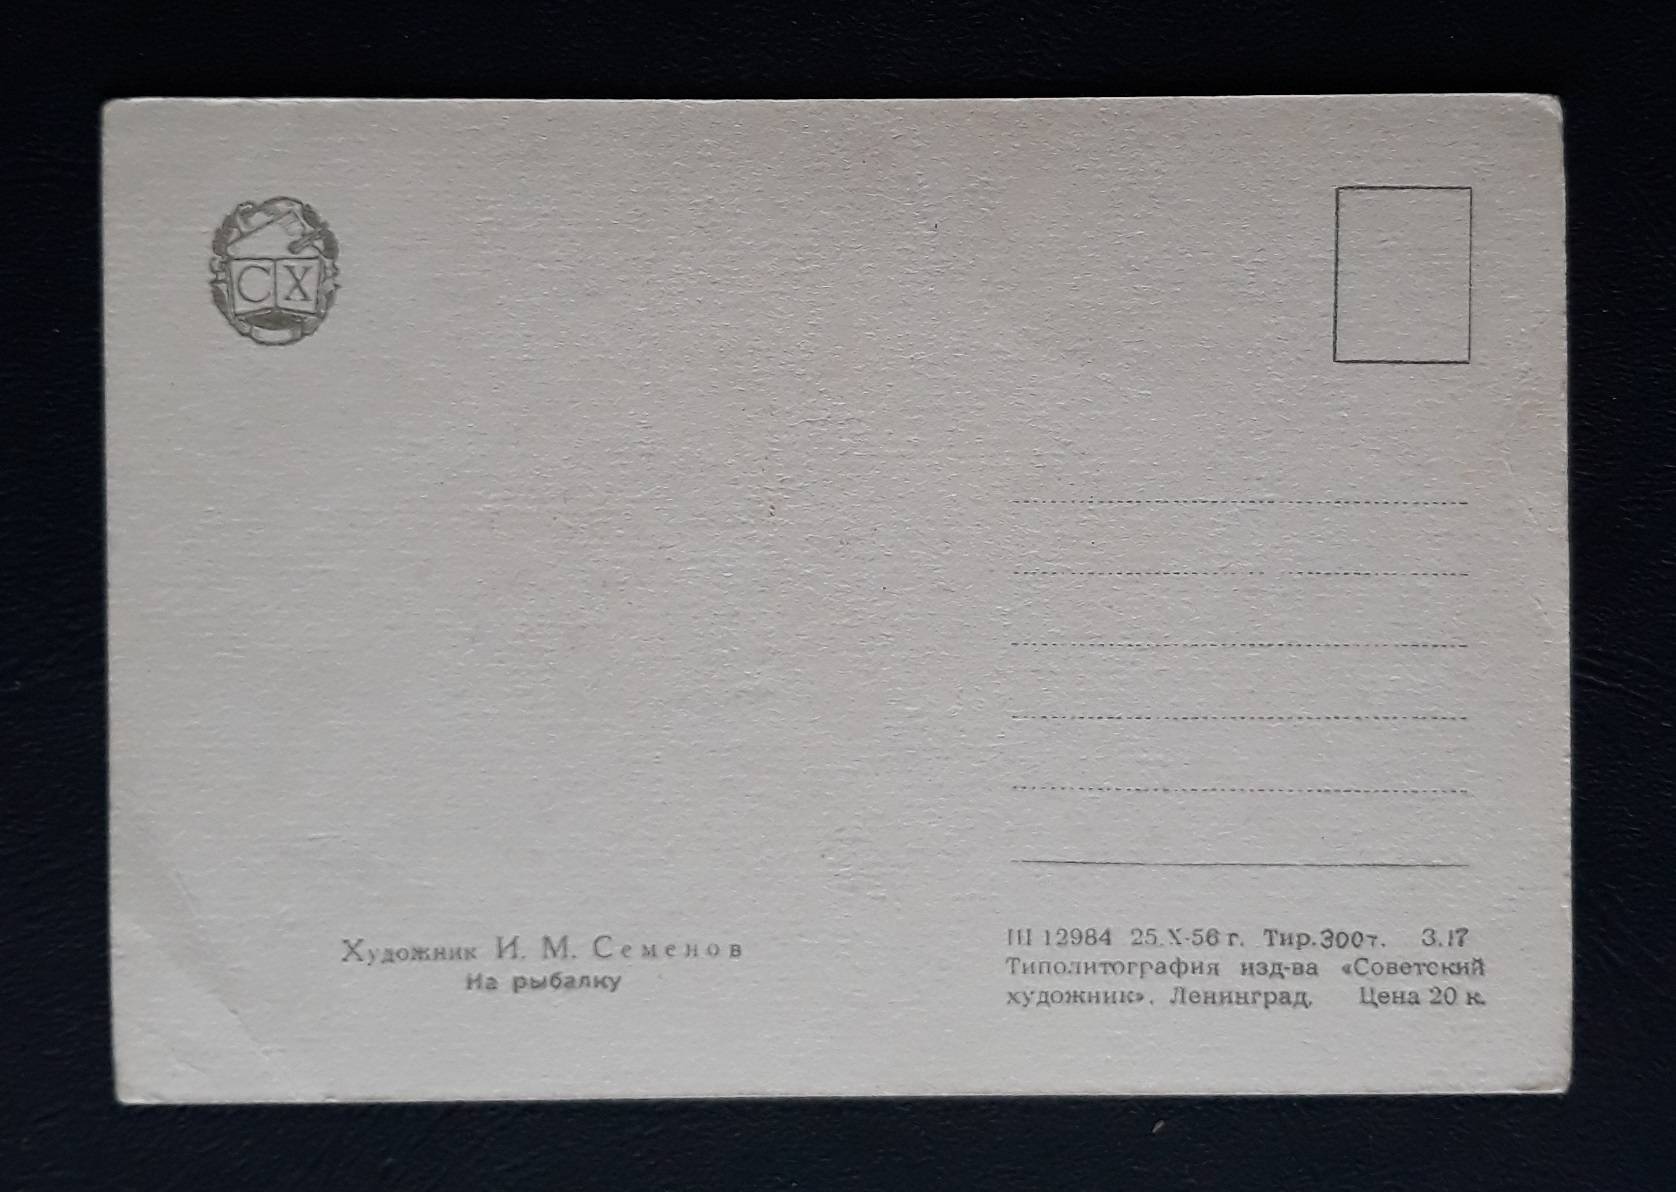 СХ
Художник И. М. Семенов
На рыбалку
Ш 12984 25.X-56 г. Тир.300т. З.17
Типолитография изд-ва «Советский
художник». Ленинград. Цена 20 к.